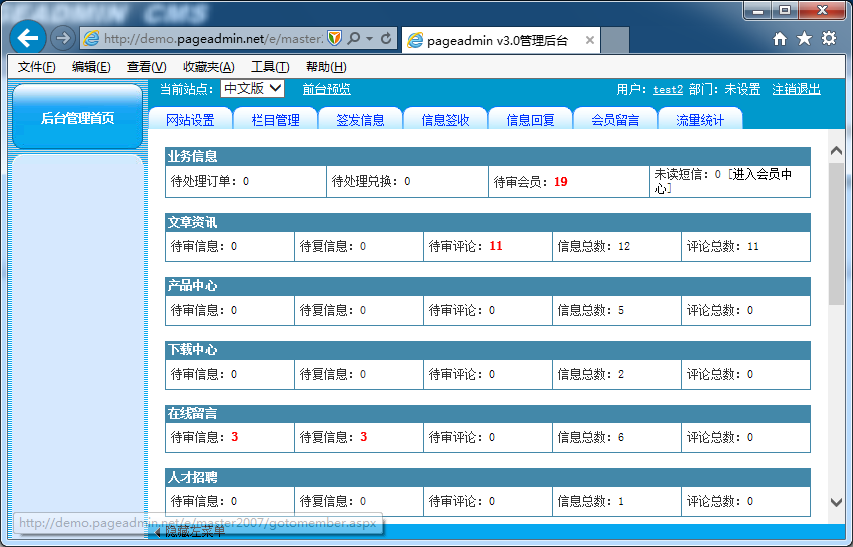 EADMIN CMS
http://demo.pageadmin.net/e/master.
pageadmin v3.0管理后台
文件(F) 编辑(E) 查看(V) 收藏夹(A) 工具(T) 帮助(H)
后台管理首页
当前站点: 中文版 前台预览 用户: test2 部门: 未设置 注销退出
网站设置 栏目管理 签发信息 信息签收 信息回复 会员留言 流量统计
业务信息
待处理订单: 0 待处理兑换: 0 待审会员: 19 未读短信: 0 [进入会员中
心]
文章资讯
待审信息: 0 待复信息: 0 待审评论: 11 信息总数: 12 评论总数: 11
产品中心
待审信息: 0 待复信息: 0 待审评论: 0 信息总数: 5 评论总数: 0
下载中心
待审信息: 0 待复信息: 0 待审评论: 0 信息总数: 2 评论总数: 0
在线留言
待审信息: 3 待复信息: 3 待审评论: 0 信息总数: 6 评论总数: 0
人才招聘
待审信息: 0 待复信息: 0 待审评论: 0 信息总数: 1 评论总数: 0
http://demo.pageadmin.net/e/master2007/gotomember.aspx
隐藏左菜单